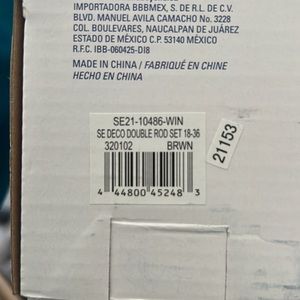 IMPORTADORA BBBMEX, S. DE R.L. DE C.V.
BLVD. MANUEL AVILA CAMACHO No. 3228
COL. BOULEVARES, NAUCALPAN DE JUÁREZ
ESTADO DE MÉXICO C.P. 53140 MÉXICO
R.F.C. IBB-060425-DI8
MADE IN CHINA / FABRIQUÉ EN CHINE
HECHO EN CHINA
SE21-10486-WIN
SE DECO DOUBLE ROD SET 18-36
320102 BRWN
4 44800 45248 3
21153